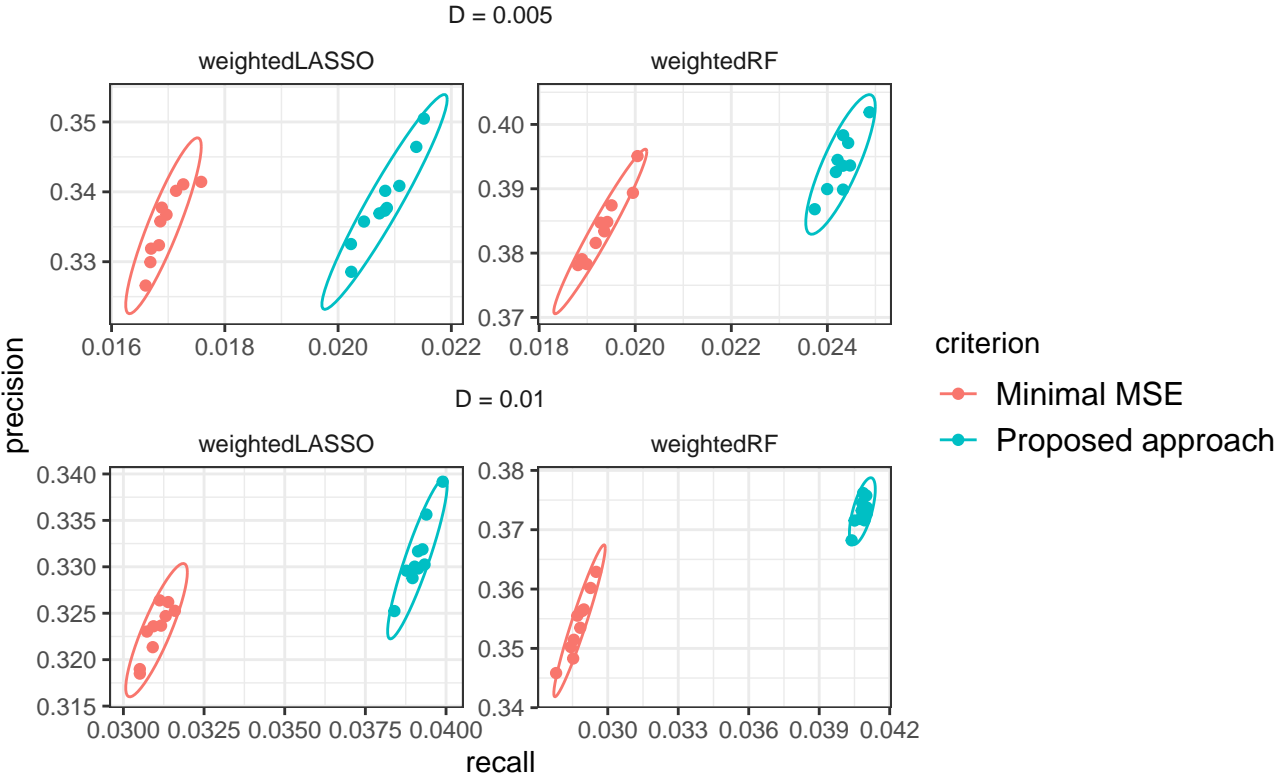 D = 0.005
weightedLASSO
weightedRF
0.35
0.34
0.33
0.016 0.018 0.020 0.022
0.40
0.39
0.38
0.37
0.018 0.020 0.022 0.024
precision
D = 0.01
weightedLASSO
weightedRF
0.340
0.335
0.330
0.325
0.320
0.315
0.0300 0.0325 0.0350 0.0375 0.0400
0.38
0.37
0.36
0.35
0.34
0.030 0.033 0.036 0.039 0.042
recall
criterion
Minimal MSE
Proposed approach